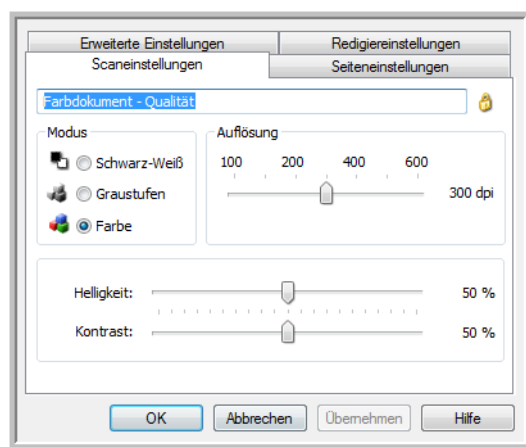 Erweiterte Einstellungen Redigiereinstellungen
Scaneinstellungen Seiteneinstellungen
Farbdokument - Qualität
Modus
Schwarz-Weiß
Graustufen
Farbe
Auflösung
100 200 400 600
300 dpi
Helligkeit: 50 %
Kontrast: 50 %
OK Abbrechen Übernehmen Hilfe